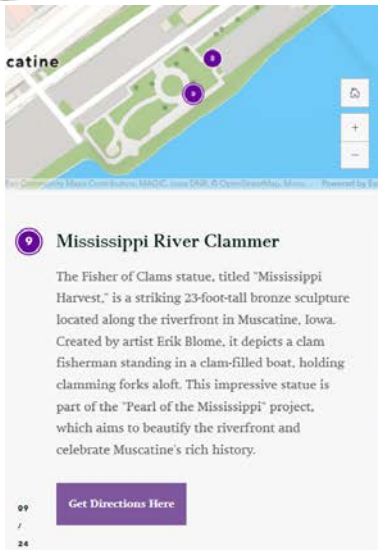 catine
8
9
Esri Community Maps Contributors, MAGIC, Iowa DNR, © OpenStreetMap, Micro... Powered by Esri
+
−
9 Mississippi River Clammer
The Fisher of Clams statue, titled "Mississippi
Harvest," is a striking 23-foot-tall bronze sculpture
located along the riverfront in Muscatine, Iowa.
Created by artist Erik Blome, it depicts a clam
fisherman standing in a clam-filled boat, holding
clamming forks aloft. This impressive statue is
part of the "Pearl of the Mississippi" project,
which aims to beautify the riverfront and
celebrate Muscatine's rich history.
Get Directions Here
09
/
24